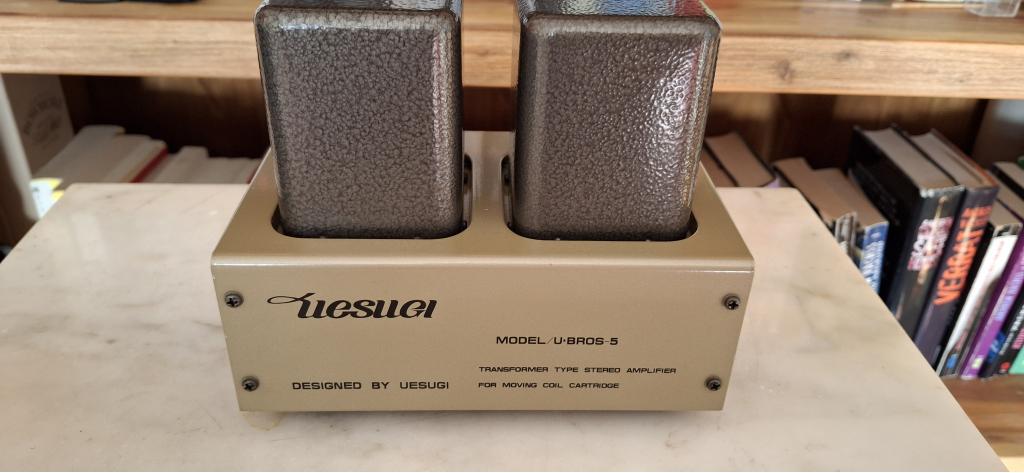 UESUGI
MODEL/U·BROS-5
TRANSFORMER TYPE STEREO AMPLIFIER
DESIGNED BY UESUGI
FOR MOVING COIL CARTRIDGE